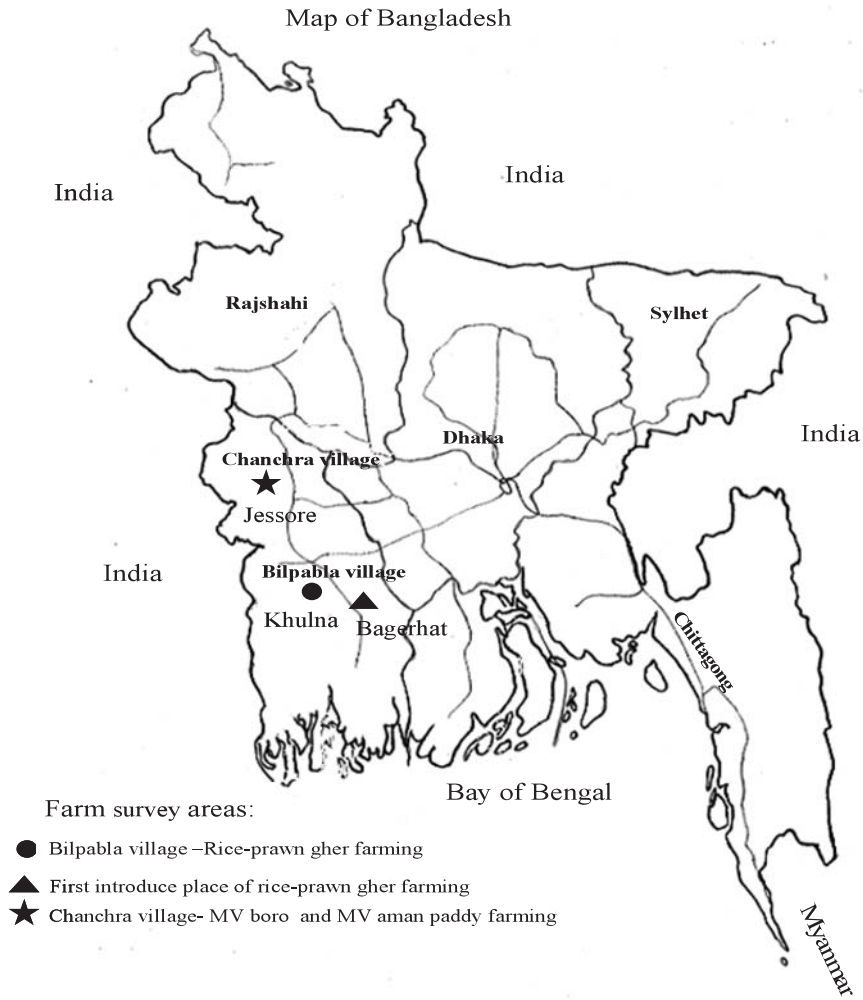 Map of Bangladesh
India
India
Rajshahi
Sylhet
Dhaka
India
Chanchra village
Jessore
India
Bilpabla village
Khulna
Bagerhat
Chittagong
Bay of Bengal
Farm survey areas:
Bilpabla village –Rice-prawn gher farming
First introduce place of rice-prawn gher farming
Chanchra village- MV boro and MV aman paddy farming
Myanmar